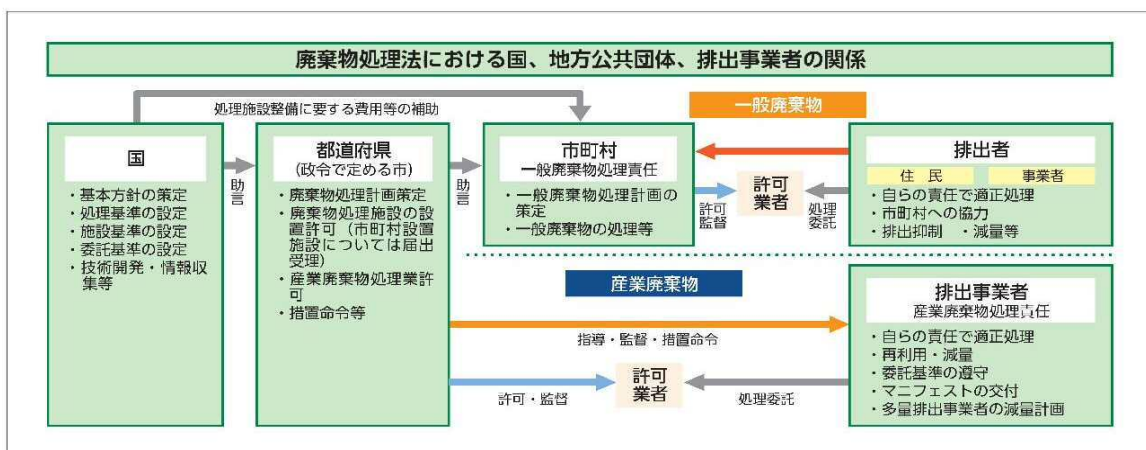 廃棄物処理法における国、地方公共団体、排出事業者の関係
処理施設整備に要する費用等の補助
国
・基本方針の策定
・処理基準の設定
・施設基準の設定
・委託基準の設定
・技術開発・情報収
集等
助言
都道府県
(政令で定める市)
・廃棄物処理計画策定
・廃棄物処理施設の設
置許可（市町村設置
施設については届出
受理）
・産業廃棄物処理業許
可
・措置命令等
助言
一般廃棄物
市町村
一般廃棄物処理責任
・一般廃棄物処理計画の
策定
・一般廃棄物の処理等
許可
監督
許可
業者
処理
委託
排出者
住 民
事業者
・自らの責任で適正処理
・市町村への協力
・排出抑制 ・減量等
産業廃棄物
指導・監督・措置命令
許可・監督
許可
業者
処理委託
排出事業者
産業廃棄物処理責任
・自らの責任で適正処理
・再利用・減量
・委託基準の遵守
・マニフェストの交付
・多量排出事業者の減量計画